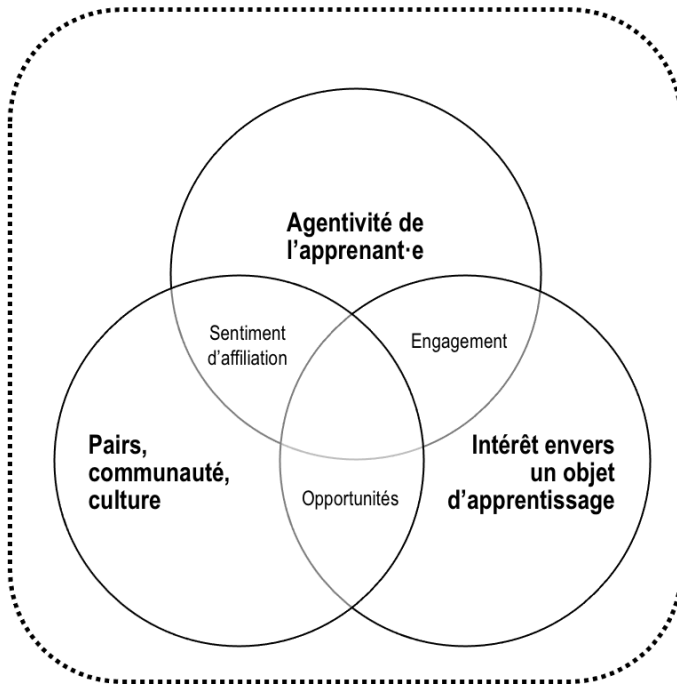 Agentivité de
l'apprenant·e
Sentiment
d'affiliation
Engagement
Pairs,
communauté,
culture
Intérêt envers
un objet
d'apprentissage
Opportunités